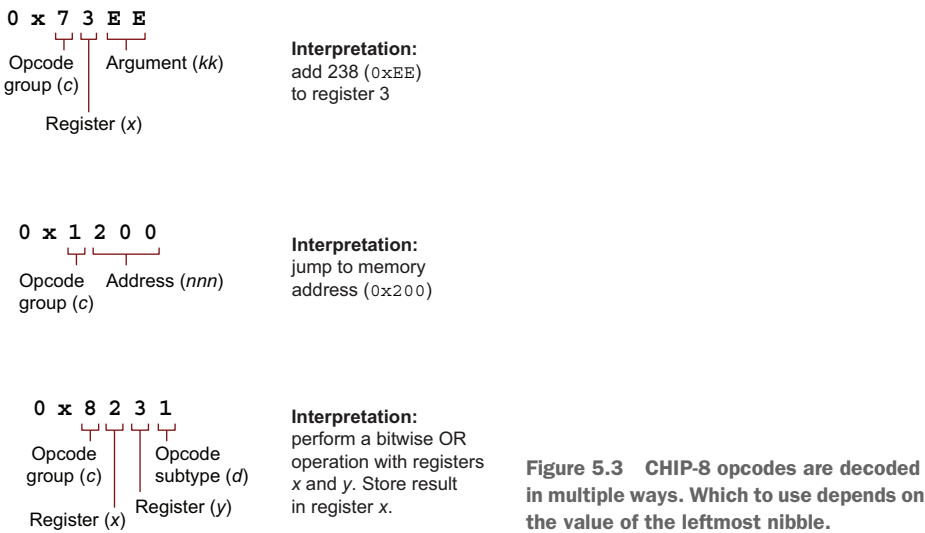 0 x 7 3 E E
Opcode
group (c)
Argument (kk)
Register (x)
Interpretation:
add 238 (0xEE)
to register 3
0 x 1 2 0 0
Opcode
group (c)
Address (nnn)
Interpretation:
jump to memory
address (0x200)
0 x 8 2 3 1
Opcode
group (c)
Opcode
subtype (d)
Register (x)
Register (y)
Interpretation:
perform a bitwise OR
operation with registers
x and y. Store result
in register x.
Figure 5.3 CHIP-8 opcodes are decoded
in multiple ways. Which to use depends on
the value of the leftmost nibble.